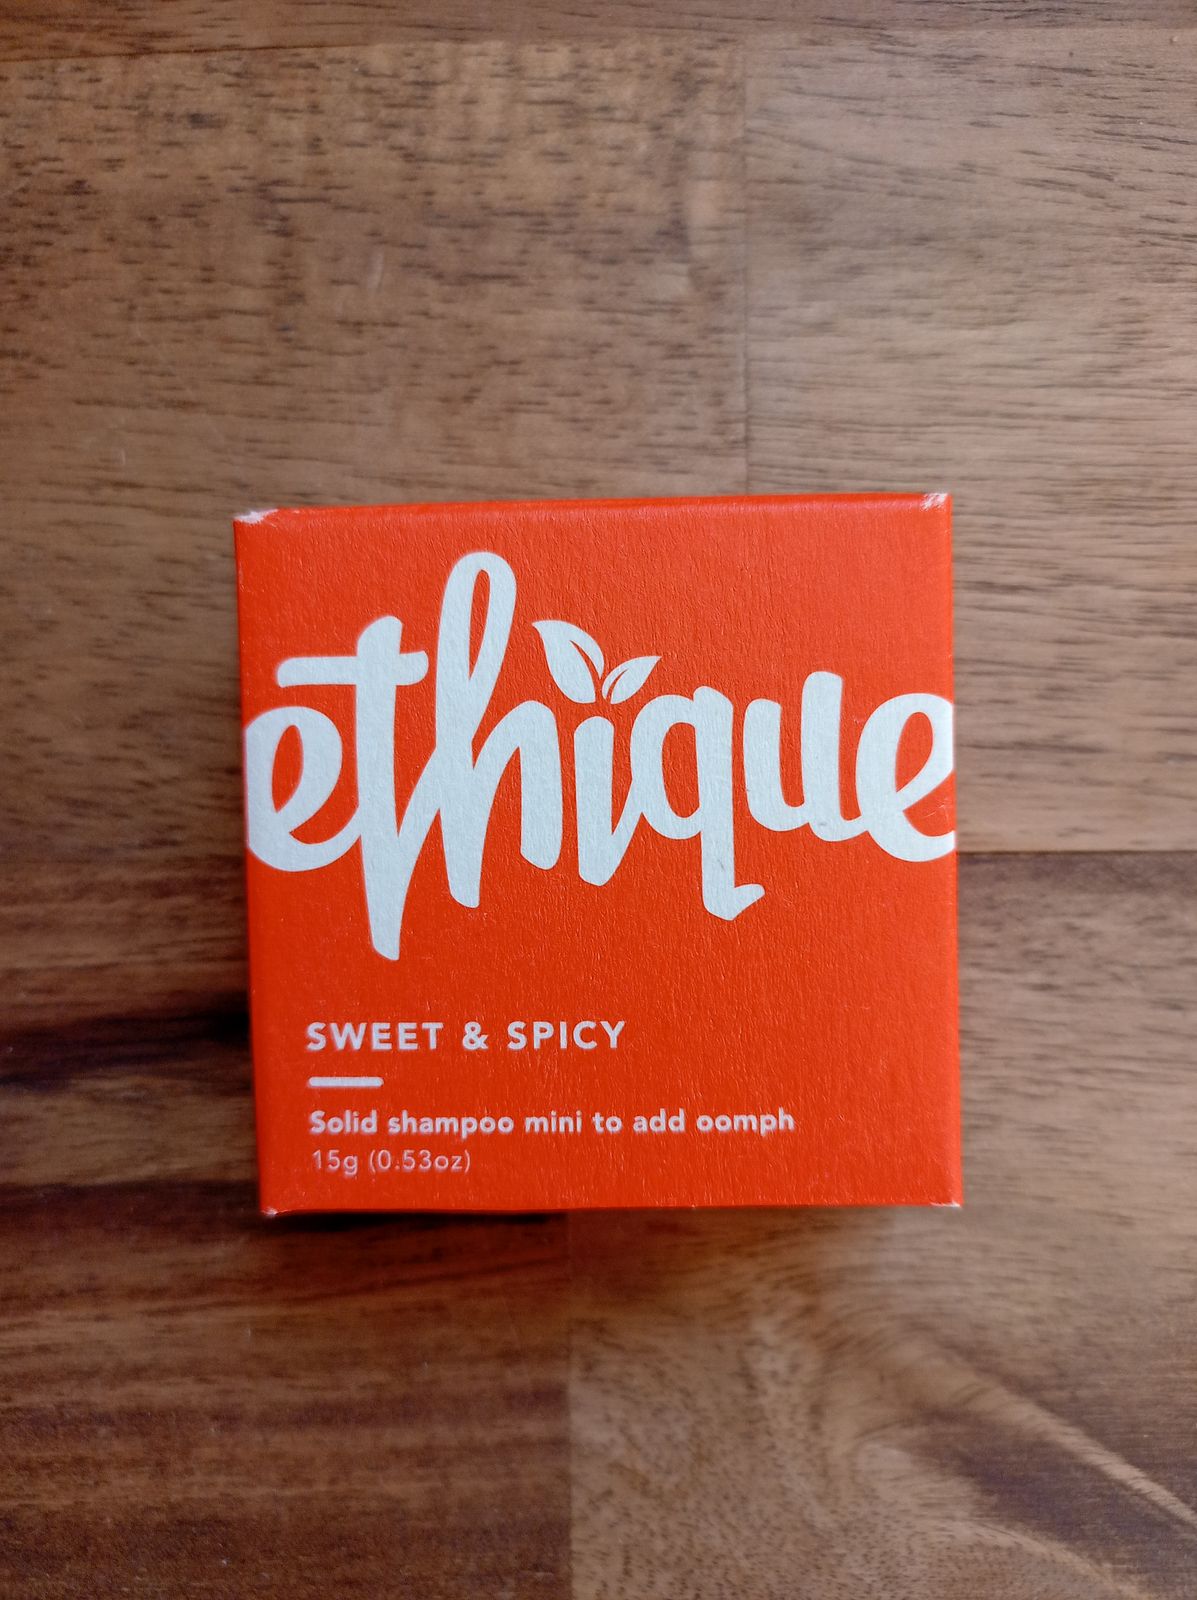 ethique
SWEET & SPICY
Solid shampoo mini to add oomph
15g (0.53oz)